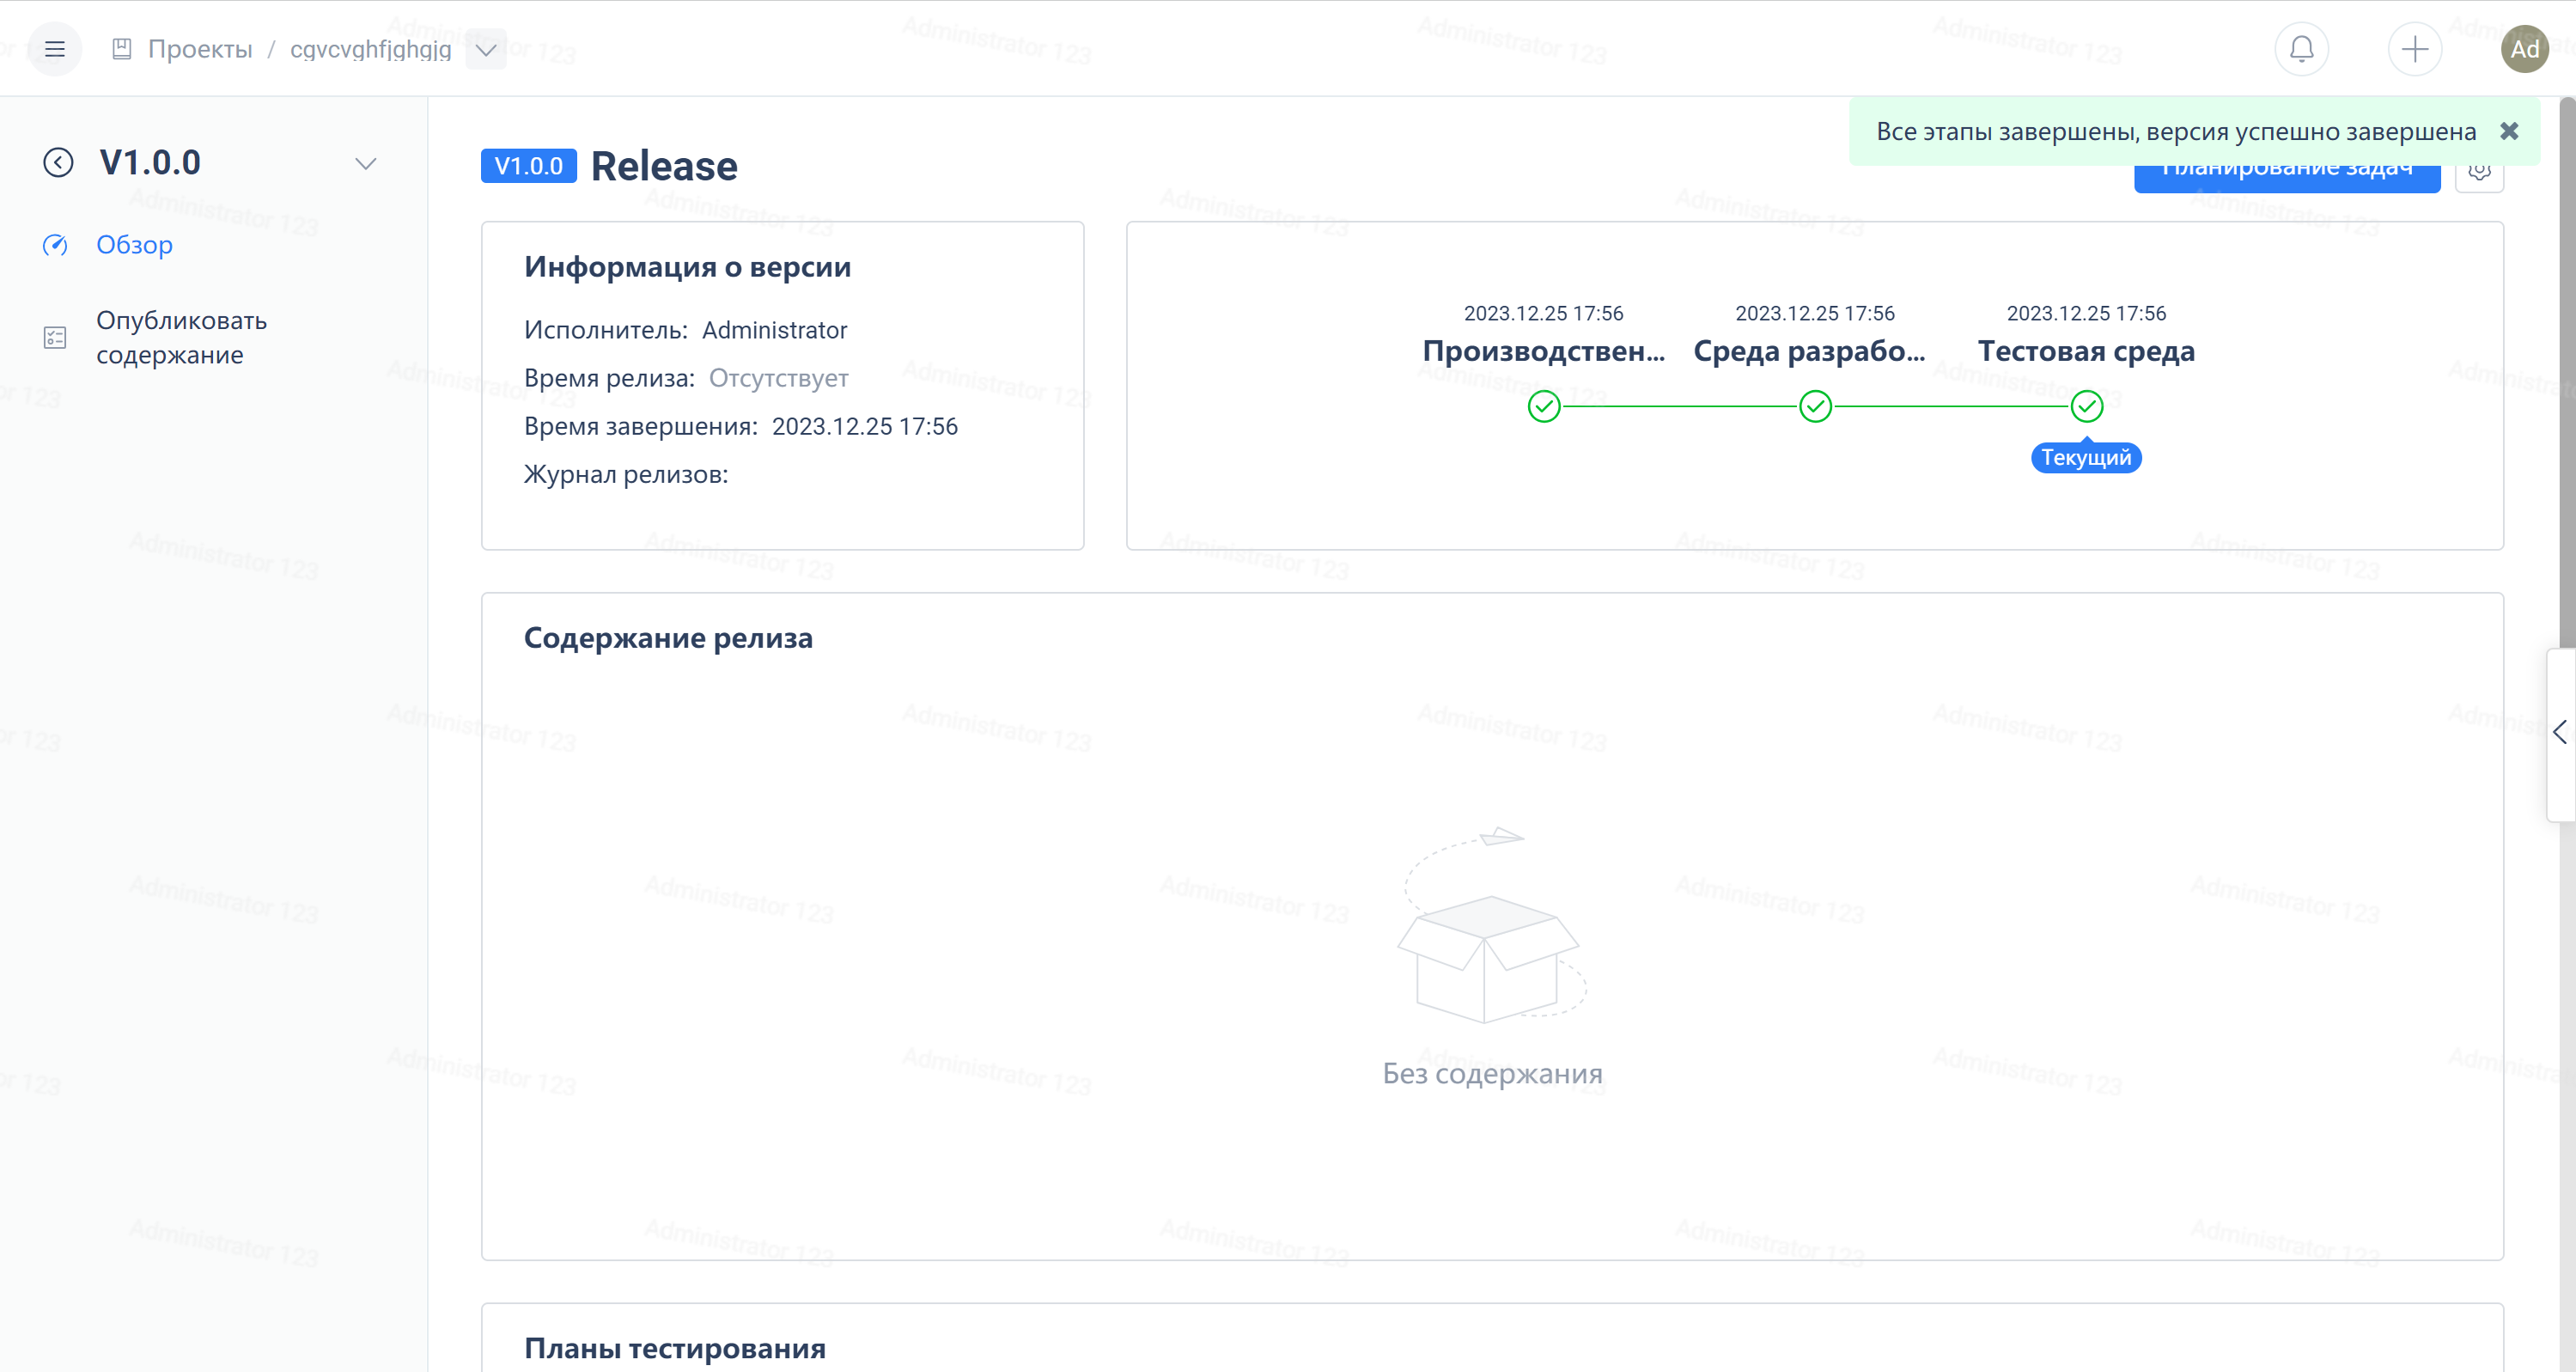 Проекты / cgvcvghfjghgjg
Ad
Все этапы завершены, версия успешно завершена
V1.0.0
Обзор
Опубликовать
содержание
V1.0.0 Release
Планирование задач
Информация о версии
Исполнитель: Administrator
Время релиза: Отсутствует
Время завершения: 2023.12.25 17:56
Журнал релизов:
2023.12.25 17:56
Производствен...
2023.12.25 17:56
Среда разрабо...
2023.12.25 17:56
Тестовая среда
Текущий
Содержание релиза
Без содержания
Планы тестирования
Administrator 123